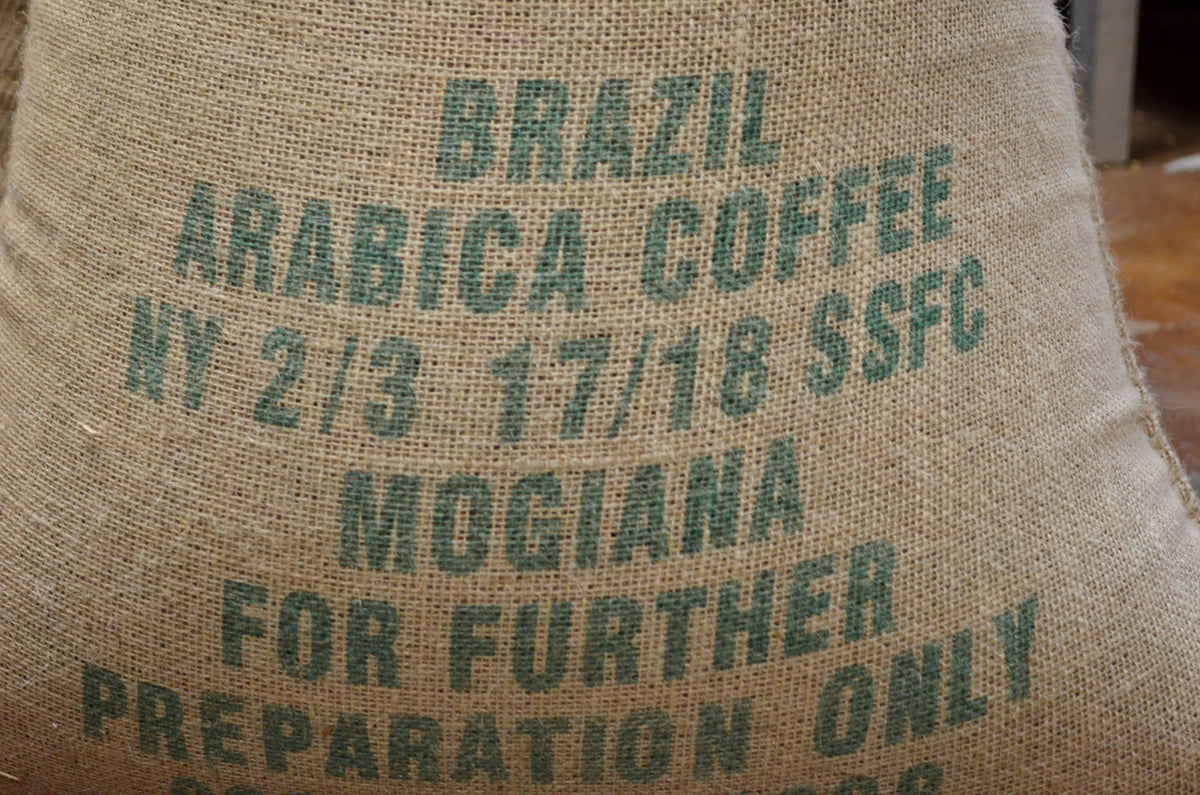 BRAZIL
ARABICA COFFEE
NY 2/3 17/18 SSFC
MOGIANA
FOR FURTHER
PREPARATION ONLY